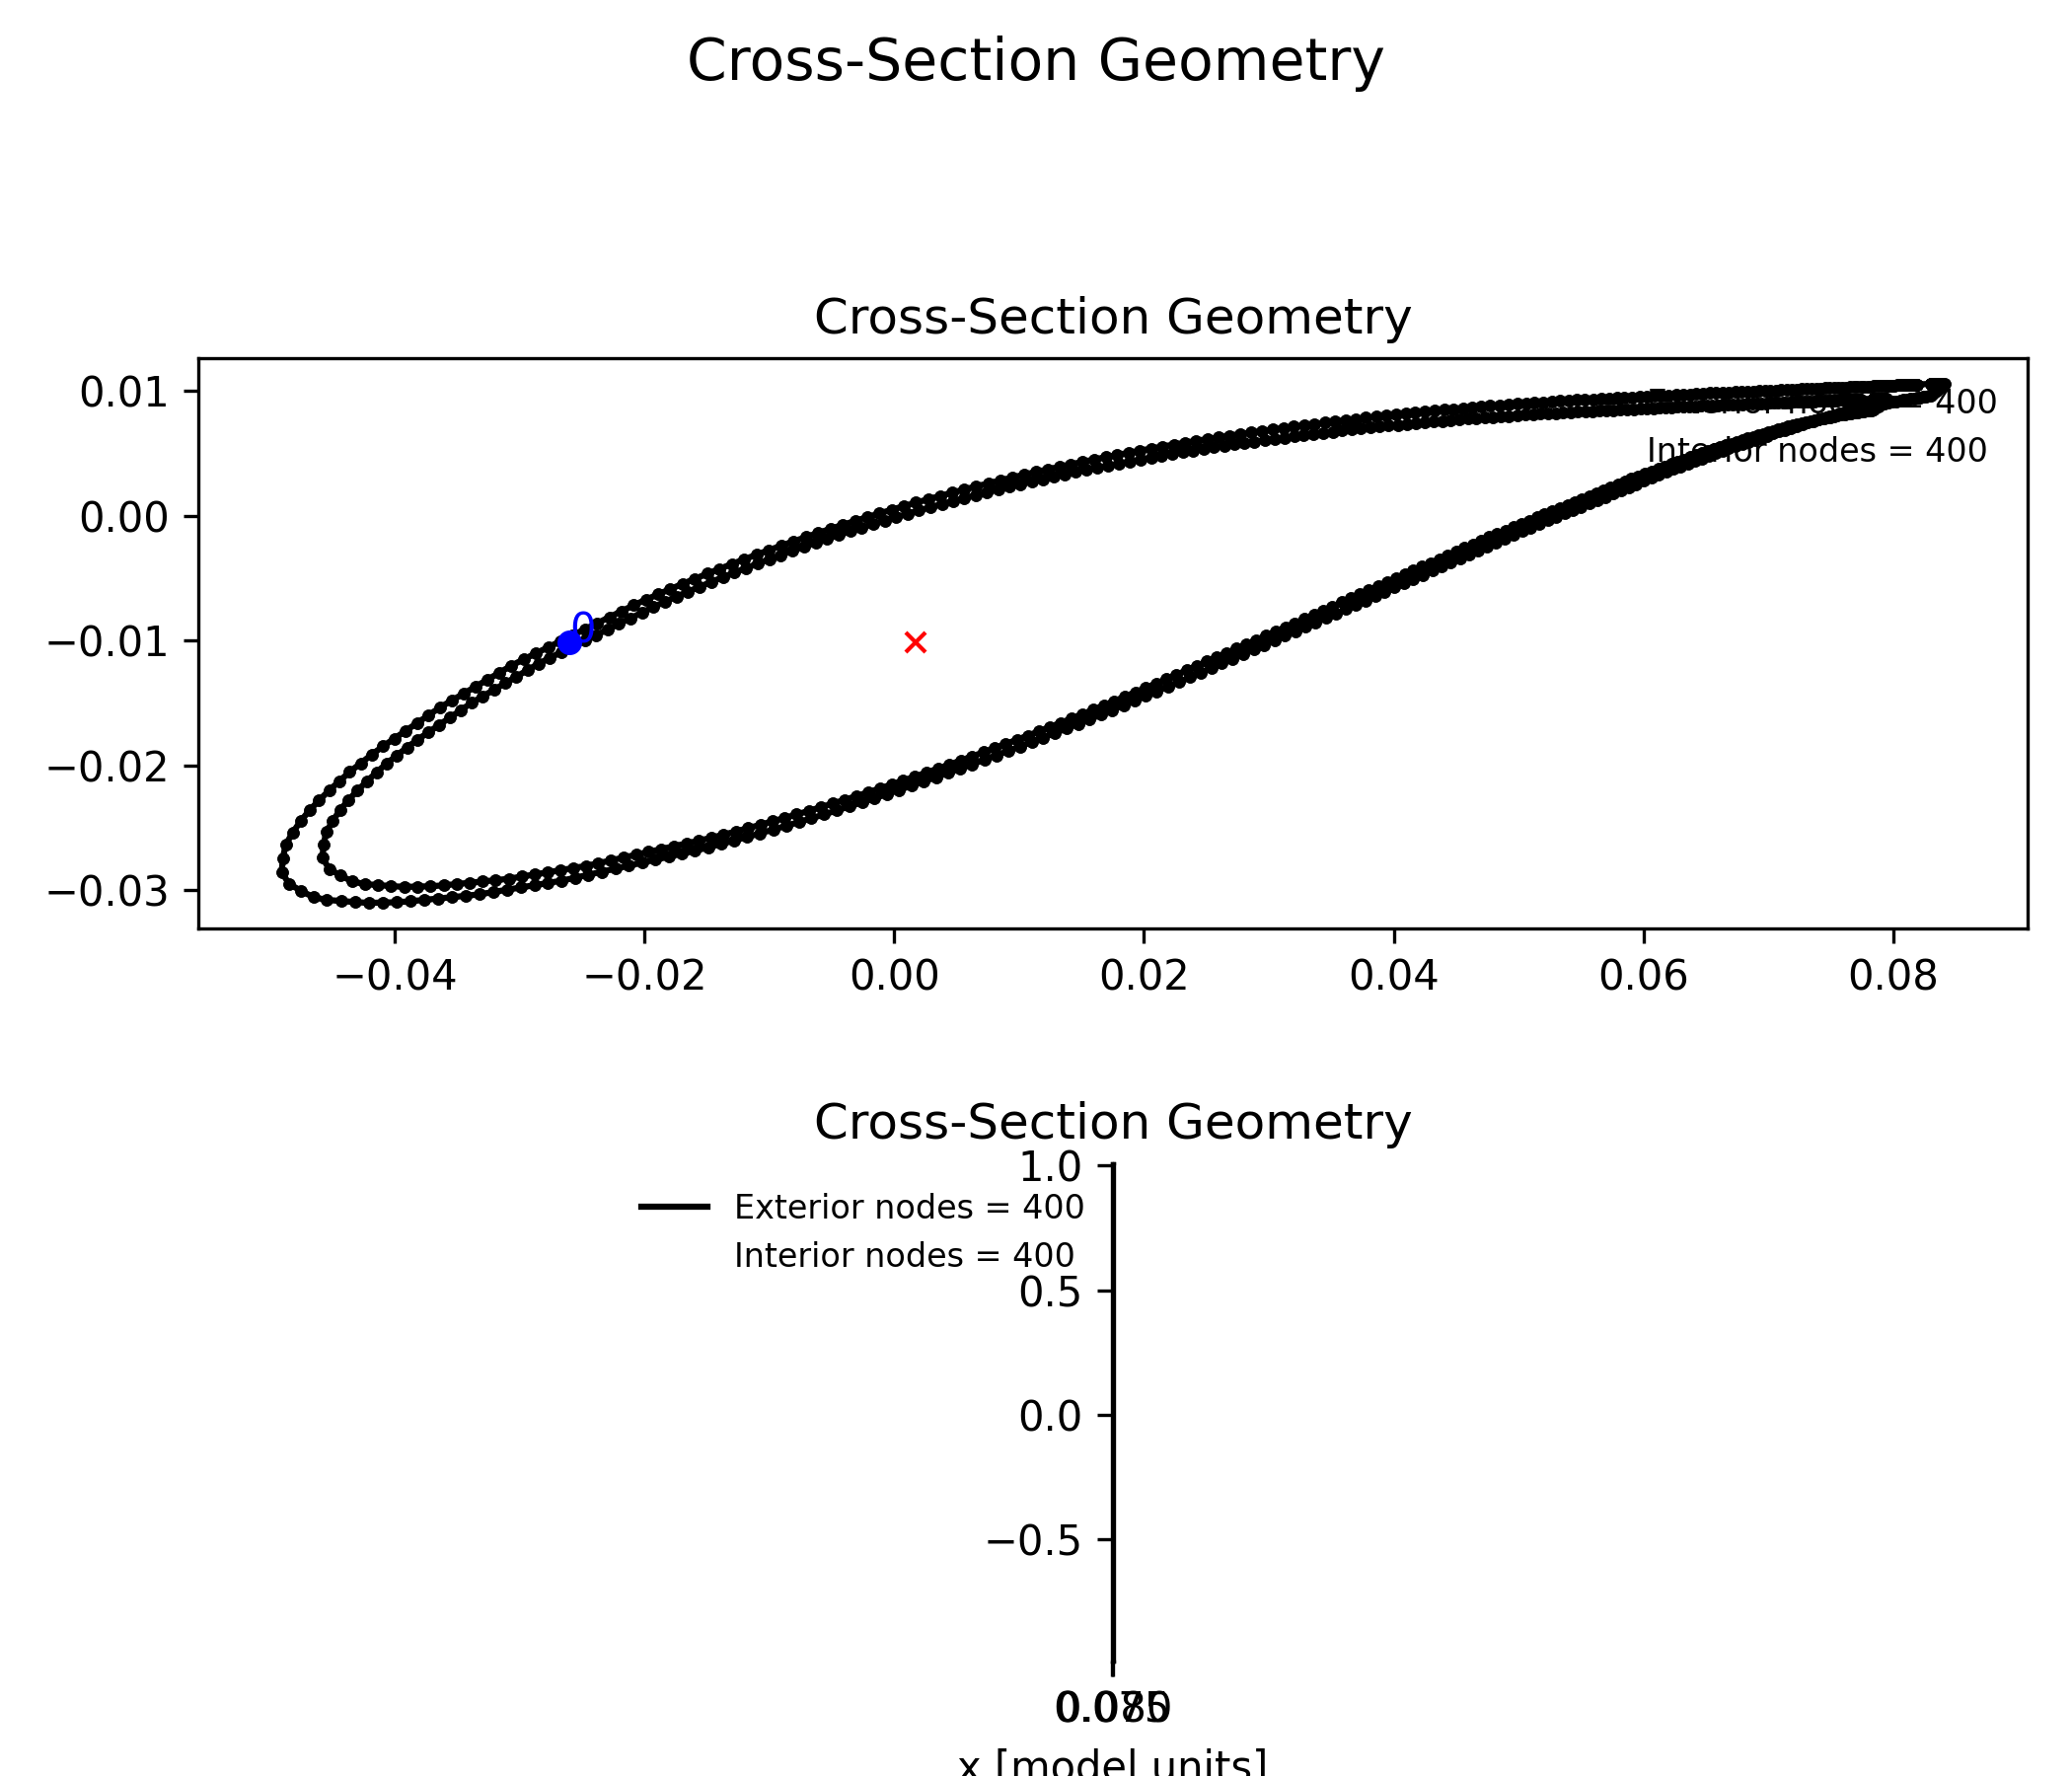 Cross-Section Geometry
Cross-Section Geometry
0.01
0.00
−0.01
−0.02
−0.03
400
Interior nodes = 400
0
−0.04
−0.02
0.00
0.02
0.04
0.06
0.08
Cross-Section Geometry
1.0
Exterior nodes = 400
Interior nodes = 400
0.5
0.0
−0.5
x [model units]